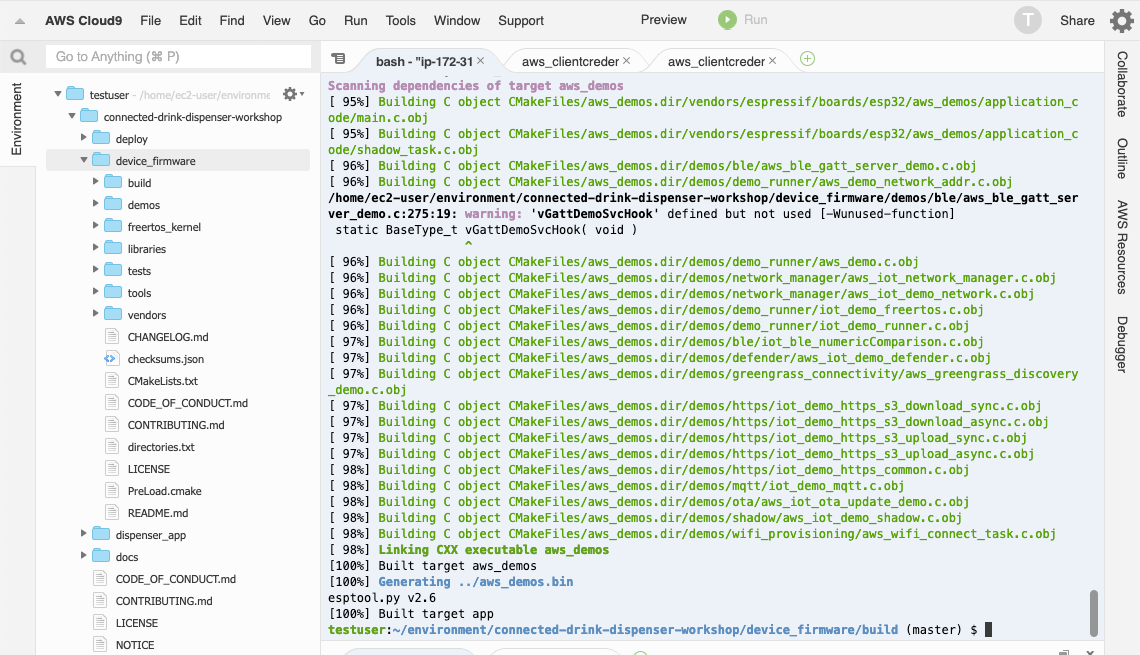 AWS Cloud9 File Edit Find View Go Run Tools Window Support Preview Run T Share
Go to Anything (⌘ P)
bash - "ip-172-31 ×
aws_clientcreder ×
aws_clientcreder ×
Environment
testuser - /home/ec2-user/environme
connected-drink-dispenser-workshop
deploy
device_firmware
build
demos
freertos_kernel
libraries
tests
tools
vendors
CHANGELOG.md
checksums.json
CMakeLists.txt
CODE_OF_CONDUCT.md
CONTRIBUTING.md
directories.txt
LICENSE
PreLoad.cmake
README.md
dispenser_app
docs
CODE_OF_CONDUCT.md
CONTRIBUTING.md
LICENSE
NOTICE
Scanning dependencies of target aws_demos
[ 95%] Building C object CMakeFiles/aws_demos.dir/vendors/espressif/boards/esp32/aws_demos/application_c
ode/main.c.obj
[ 95%] Building C object CMakeFiles/aws_demos.dir/vendors/espressif/boards/esp32/aws_demos/application_c
ode/shadow_task.c.obj
[ 96%] Building C object CMakeFiles/aws_demos.dir/demos/ble/aws_ble_gatt_server_demo.c.obj
[ 96%] Building C object CMakeFiles/aws_demos.dir/demos/demo_runner/aws_demo_network_addr.c.obj
/home/ec2-user/environment/connected-drink-dispenser-workshop/device_firmware/demos/ble/aws_ble_gatt_ser
ver_demo.c:275:19: warning: 'vGattDemoSvcHook' defined but not used [-Wunused-function]
static BaseType_t vGattDemoSvcHook( void )
^
[ 96%] Building C object CMakeFiles/aws_demos.dir/demos/demo_runner/aws_demo.c.obj
[ 96%] Building C object CMakeFiles/aws_demos.dir/demos/network_manager/aws_iot_network_manager.c.obj
[ 96%] Building C object CMakeFiles/aws_demos.dir/demos/network_manager/aws_iot_demo_network.c.obj
[ 96%] Building C object CMakeFiles/aws_demos.dir/demos/demo_runner/iot_demo_freertos.c.obj
[ 96%] Building C object CMakeFiles/aws_demos.dir/demos/demo_runner/iot_demo_runner.c.obj
[ 97%] Building C object CMakeFiles/aws_demos.dir/demos/ble/iot_ble_numericComparison.c.obj
[ 97%] Building C object CMakeFiles/aws_demos.dir/demos/defender/aws_iot_demo_defender.c.obj
[ 97%] Building C object CMakeFiles/aws_demos.dir/demos/greengrass_connectivity/aws_greengrass_discovery
_demo.c.obj
[ 97%] Building C object CMakeFiles/aws_demos.dir/demos/https/iot_demo_https_s3_download_sync.c.obj
[ 97%] Building C object CMakeFiles/aws_demos.dir/demos/https/iot_demo_https_s3_download_async.c.obj
[ 97%] Building C object CMakeFiles/aws_demos.dir/demos/https/iot_demo_https_s3_upload_sync.c.obj
[ 97%] Building C object CMakeFiles/aws_demos.dir/demos/https/iot_demo_https_s3_upload_async.c.obj
[ 98%] Building C object CMakeFiles/aws_demos.dir/demos/https/iot_demo_https_common.c.obj
[ 98%] Building C object CMakeFiles/aws_demos.dir/demos/mqtt/iot_demo_mqtt.c.obj
[ 98%] Building C object CMakeFiles/aws_demos.dir/demos/ota/aws_iot_ota_update_demo.c.obj
[ 98%] Building C object CMakeFiles/aws_demos.dir/demos/shadow/aws_iot_demo_shadow.c.obj
[ 98%] Building C object CMakeFiles/aws_demos.dir/demos/wifi_provisioning/aws_wifi_connect_task.c.obj
[ 98%] Linking CXX executable aws_demos
[100%] Built target aws_demos
[100%] Generating ../aws_demos.bin
esptool.py v2.6
[100%] Built target app
testuser:~/environment/connected-drink-dispenser-workshop/device_firmware/build (master) $
Collaborate
Outline
AWS Resources
Debugger